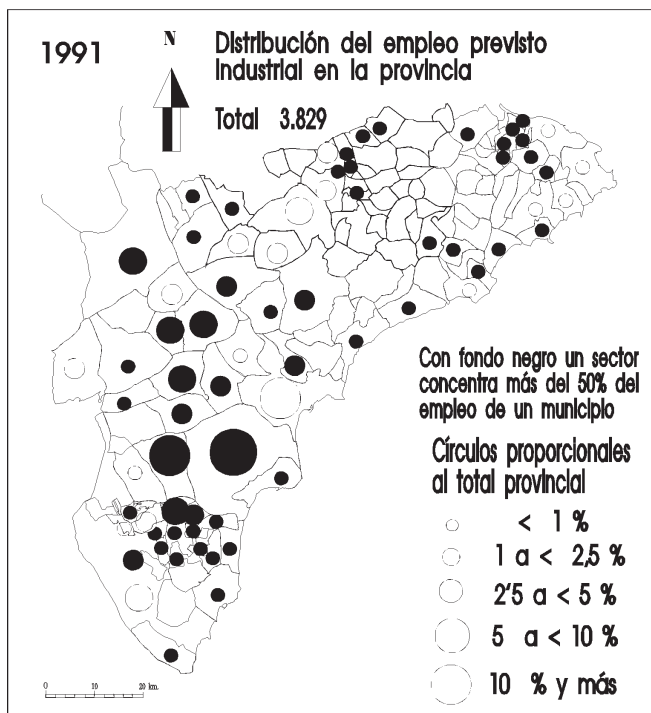 1991
N
Distribución del empleo previsto
industrial en la provincia
Total 3.829
Con fondo negro un sector
concentra más del 50% del
empleo de un municipio
Círculos proporcionales
al total provincial
< 1 %
1 a < 2,5 %
2'5 a < 5 %
5 a < 10 %
10 % y más
0 10 20 km.